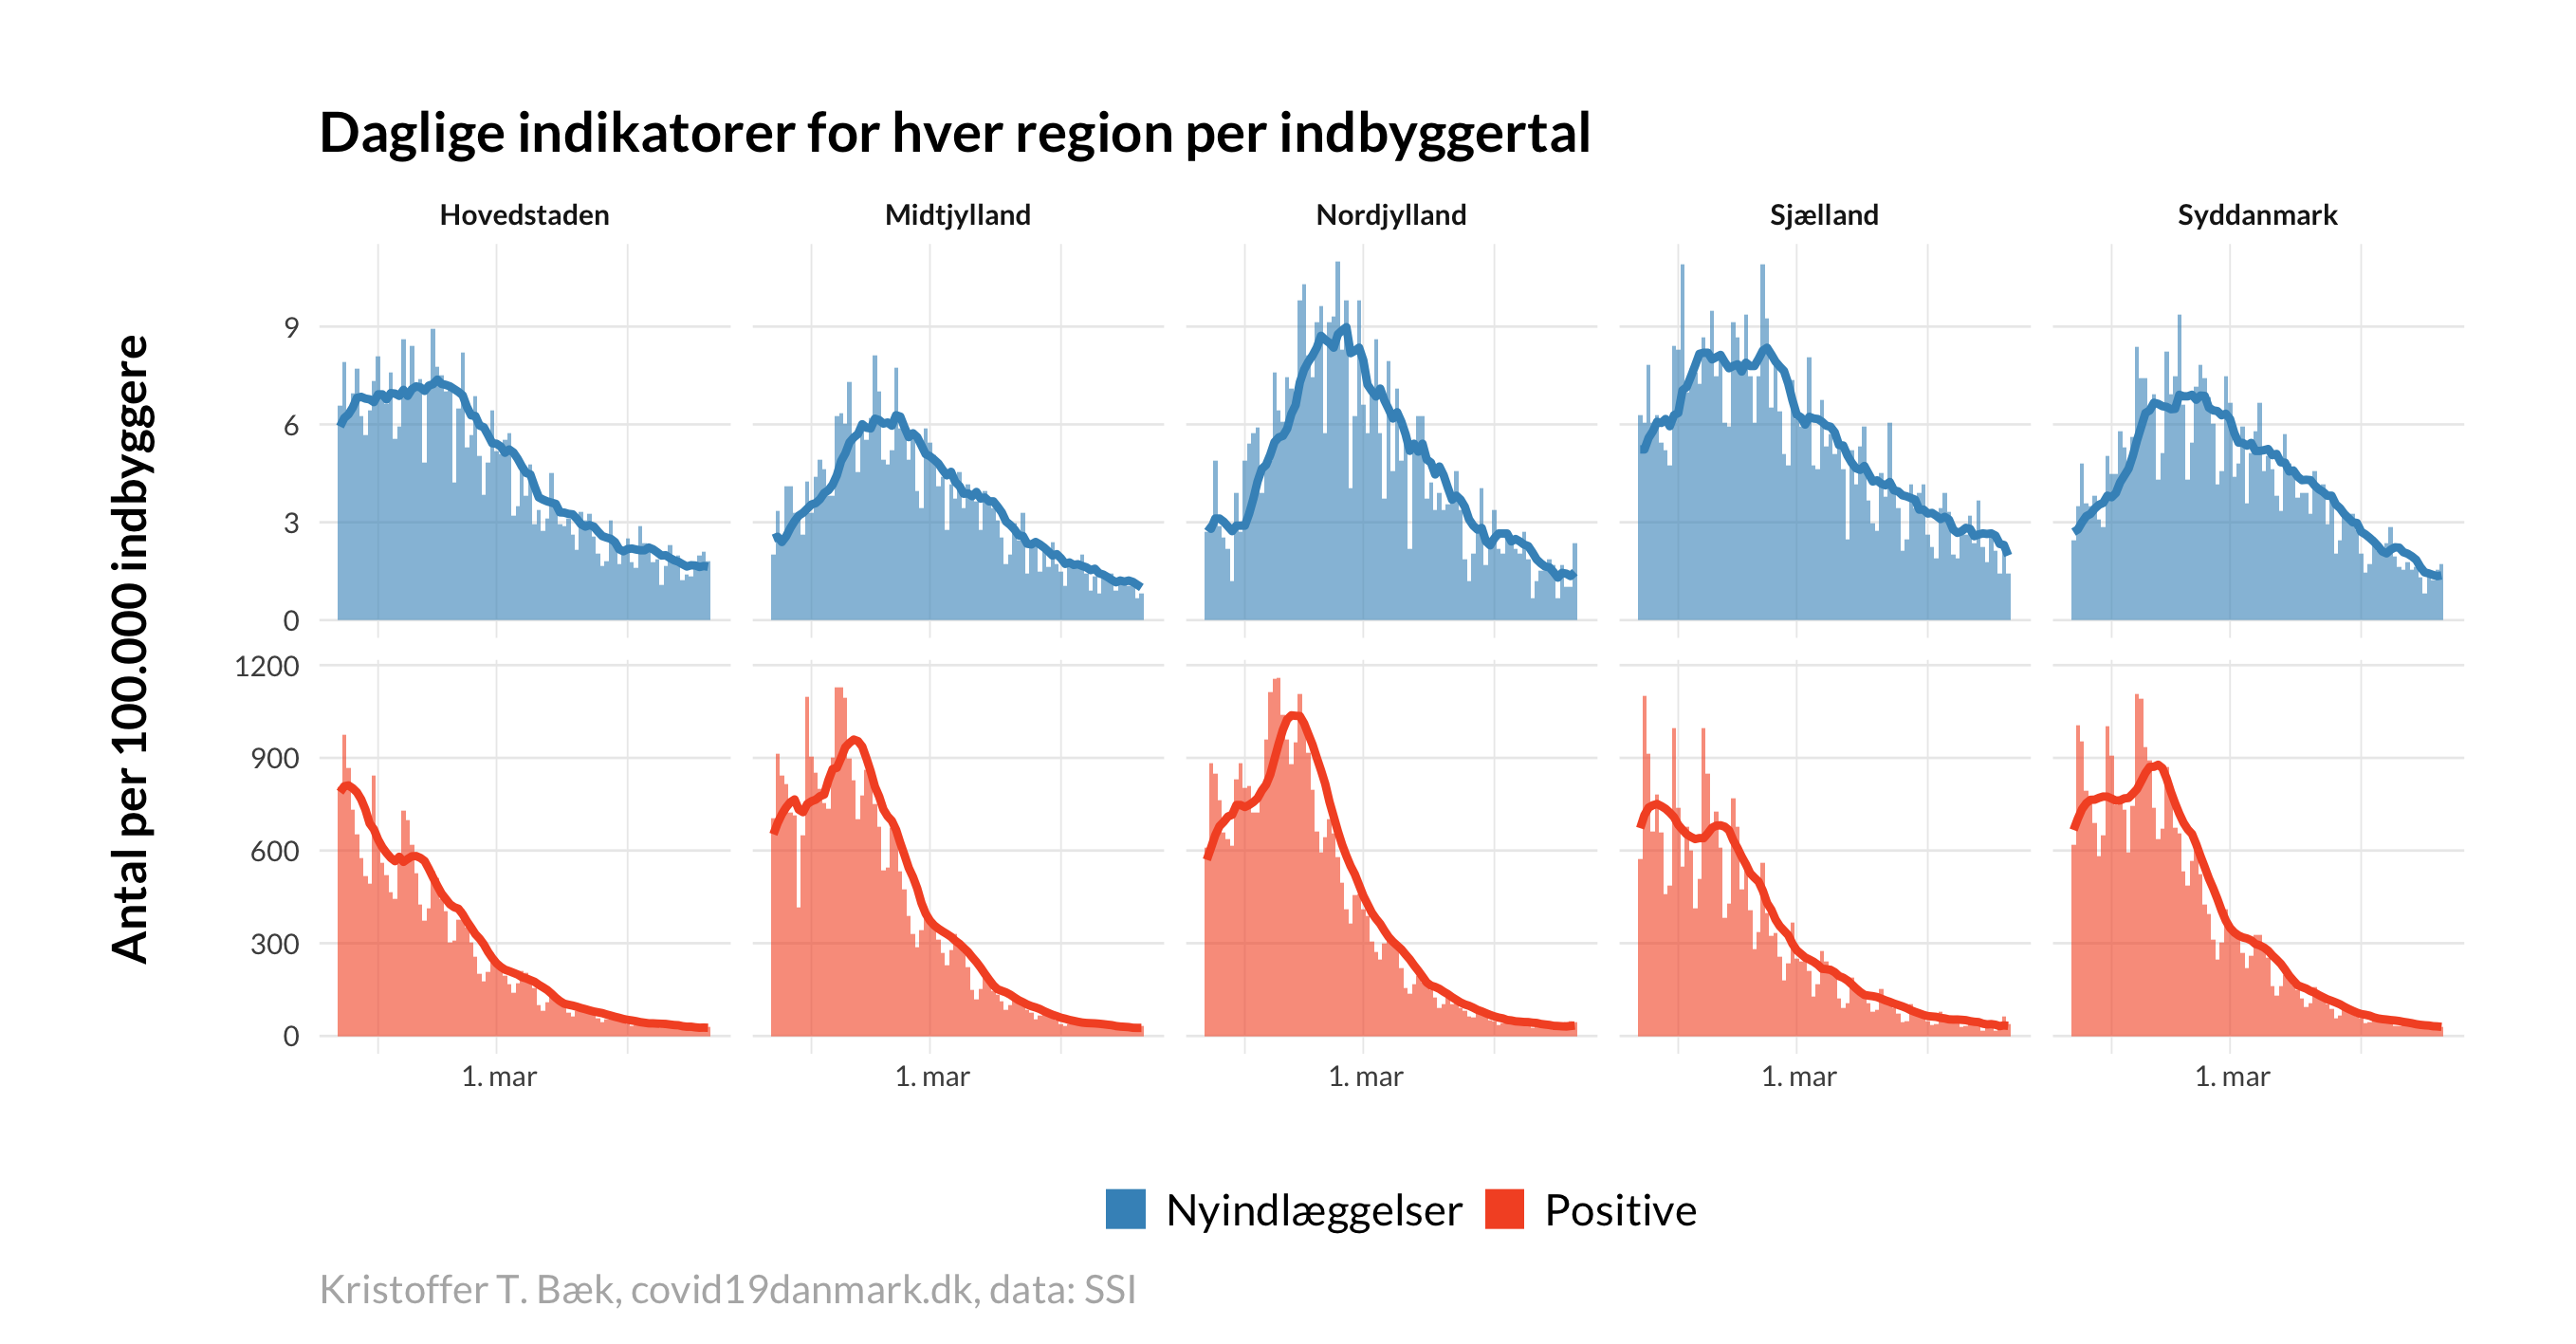 Daglige indikatorer for hver region per indbyggertal
Hovedstaden
Midtjylland
Nordjylland
Sjælland
Syddanmark
Antal per 100.000 indbyggere
9
6
3
0
1200
900
600
300
0
1. mar
1. mar
1. mar
1. mar
1. mar
Nyindlæggelser
Positive
Kristoffer T. Bæk, covid19danmark.dk, data: SSI